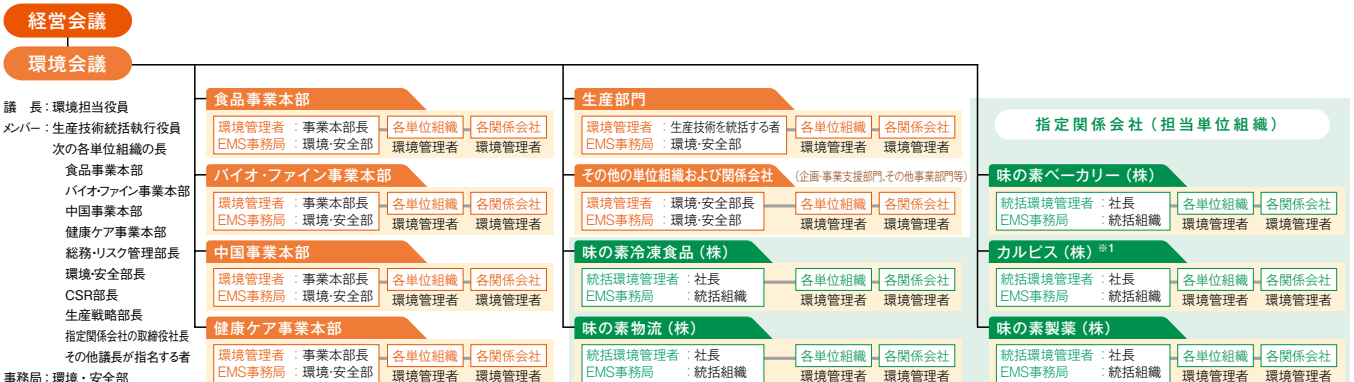 経営会議
環境会議
議　長：環境担当役員
メンバー：生産技術統括執行役員
次の各単位組織の長
食品事業本部
バイオ・ファイン事業本部
中国事業本部
健康ケア事業本部
総務・リスク管理部長
環境・安全部長
CSR部長
生産戦略部長
指定関係会社の取締役社長
その他議長が指名する者
事務局：環境・安全部
食品事業本部
環境管理者：事業本部長
EMS事務局：環境・安全部
各単位組織 各関係会社
環境管理者 環境管理者
バイオ・ファイン事業本部
環境管理者：事業本部長
EMS事務局：環境・安全部
各単位組織 各関係会社
環境管理者 環境管理者
中国事業本部
環境管理者：事業本部長
EMS事務局：環境・安全部
各単位組織 各関係会社
環境管理者 環境管理者
健康ケア事業本部
環境管理者：事業本部長
EMS事務局：環境・安全部
各単位組織 各関係会社
環境管理者 環境管理者
生産部門
環境管理者：生産技術を統括する者
EMS事務局：環境・安全部
各単位組織 各関係会社
環境管理者 環境管理者
その他の単位組織および関係会社 （企画・事業支援部門、その他事業部門等）
環境管理者：環境・安全部長
EMS事務局：環境・安全部
各単位組織 各関係会社
環境管理者 環境管理者
味の素冷凍食品（株）
統括環境管理者：社長
EMS事務局：統括組織
各単位組織 各関係会社
環境管理者 環境管理者
味の素物流（株）
統括環境管理者：社長
EMS事務局：統括組織
各単位組織 各関係会社
環境管理者 環境管理者
指定関係会社（担当単位組織）
味の素ベーカリー（株）
統括環境管理者：社長
EMS事務局：統括組織
各単位組織 各関係会社
環境管理者 環境管理者
カルピス（株）※1
統括環境管理者：社長
EMS事務局：統括組織
各単位組織 各関係会社
環境管理者 環境管理者
味の素製薬（株）
統括環境管理者：社長
EMS事務局：統括組織
各単位組織 各関係会社
環境管理者 環境管理者